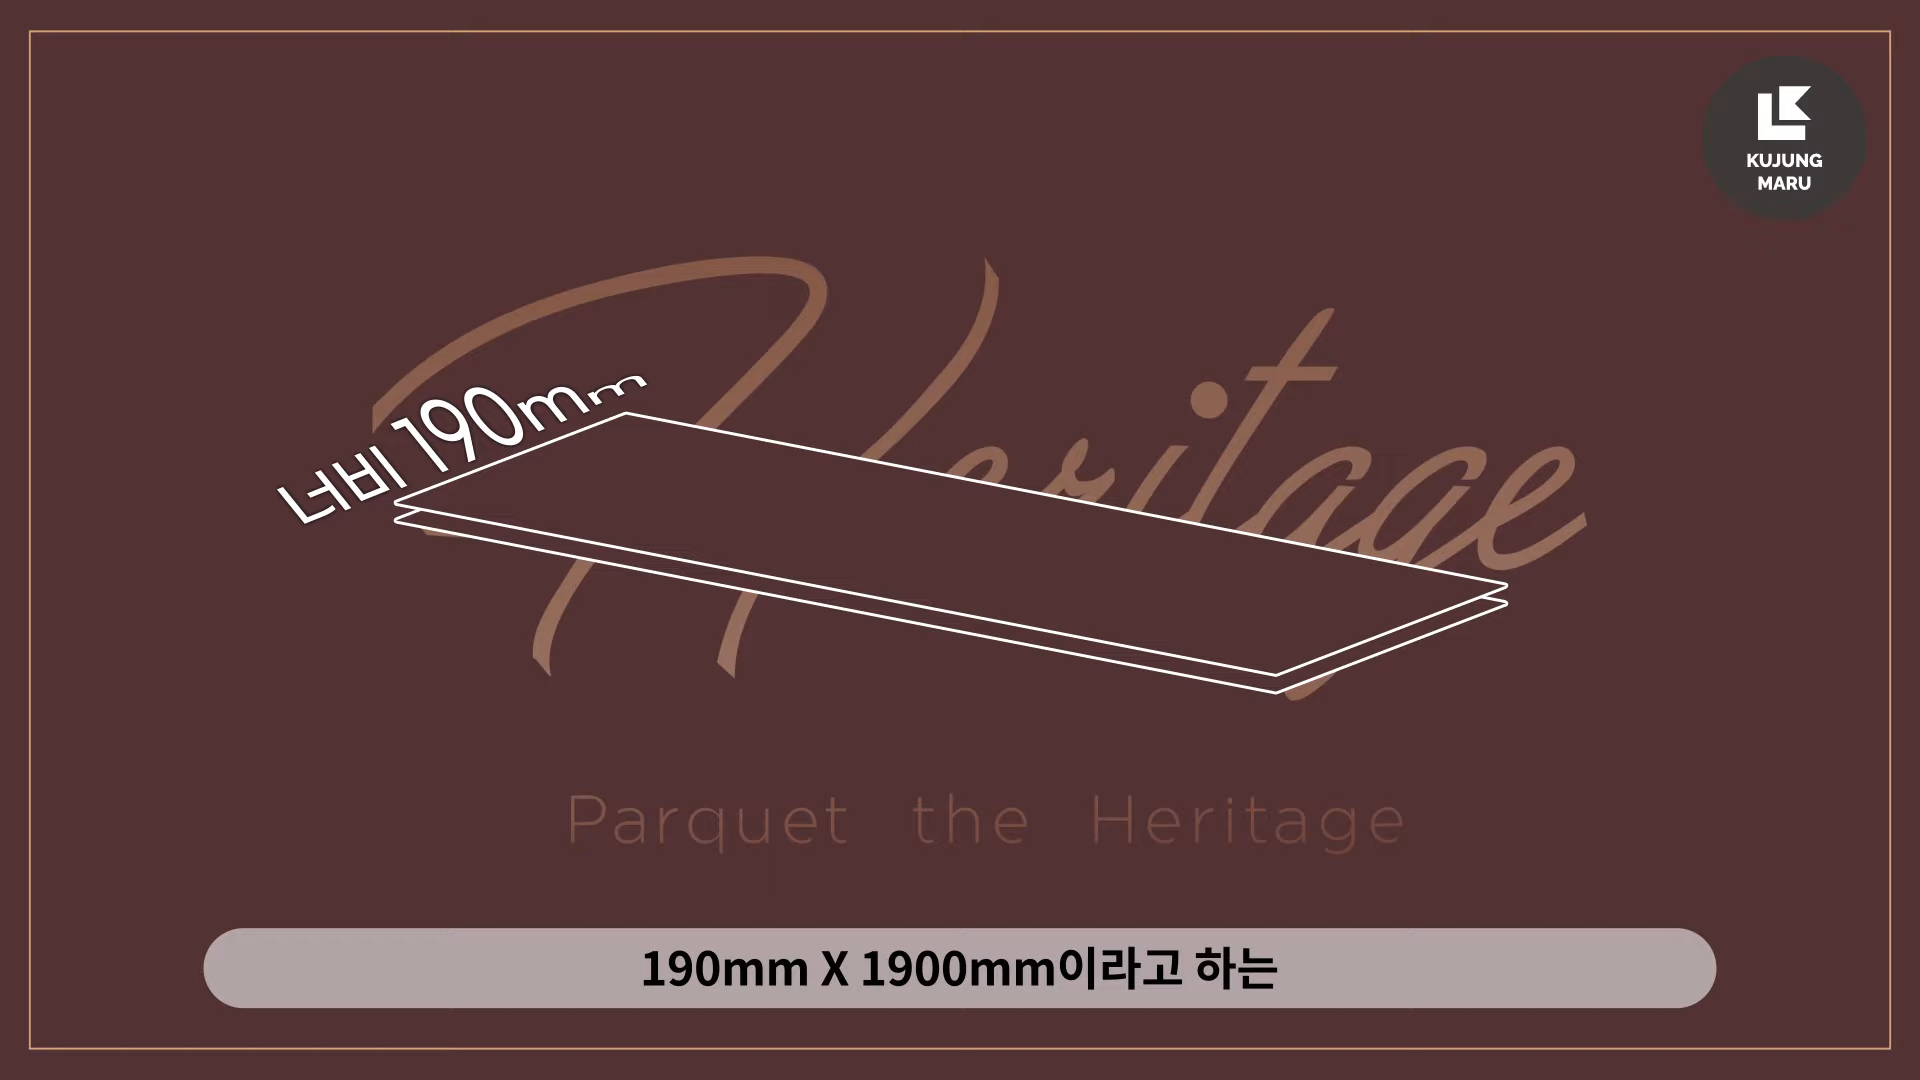 KUJUNG
MARU
Heritage
너비 190mm
Parquet the Heritage
190mm X 1900mm이라고 하는